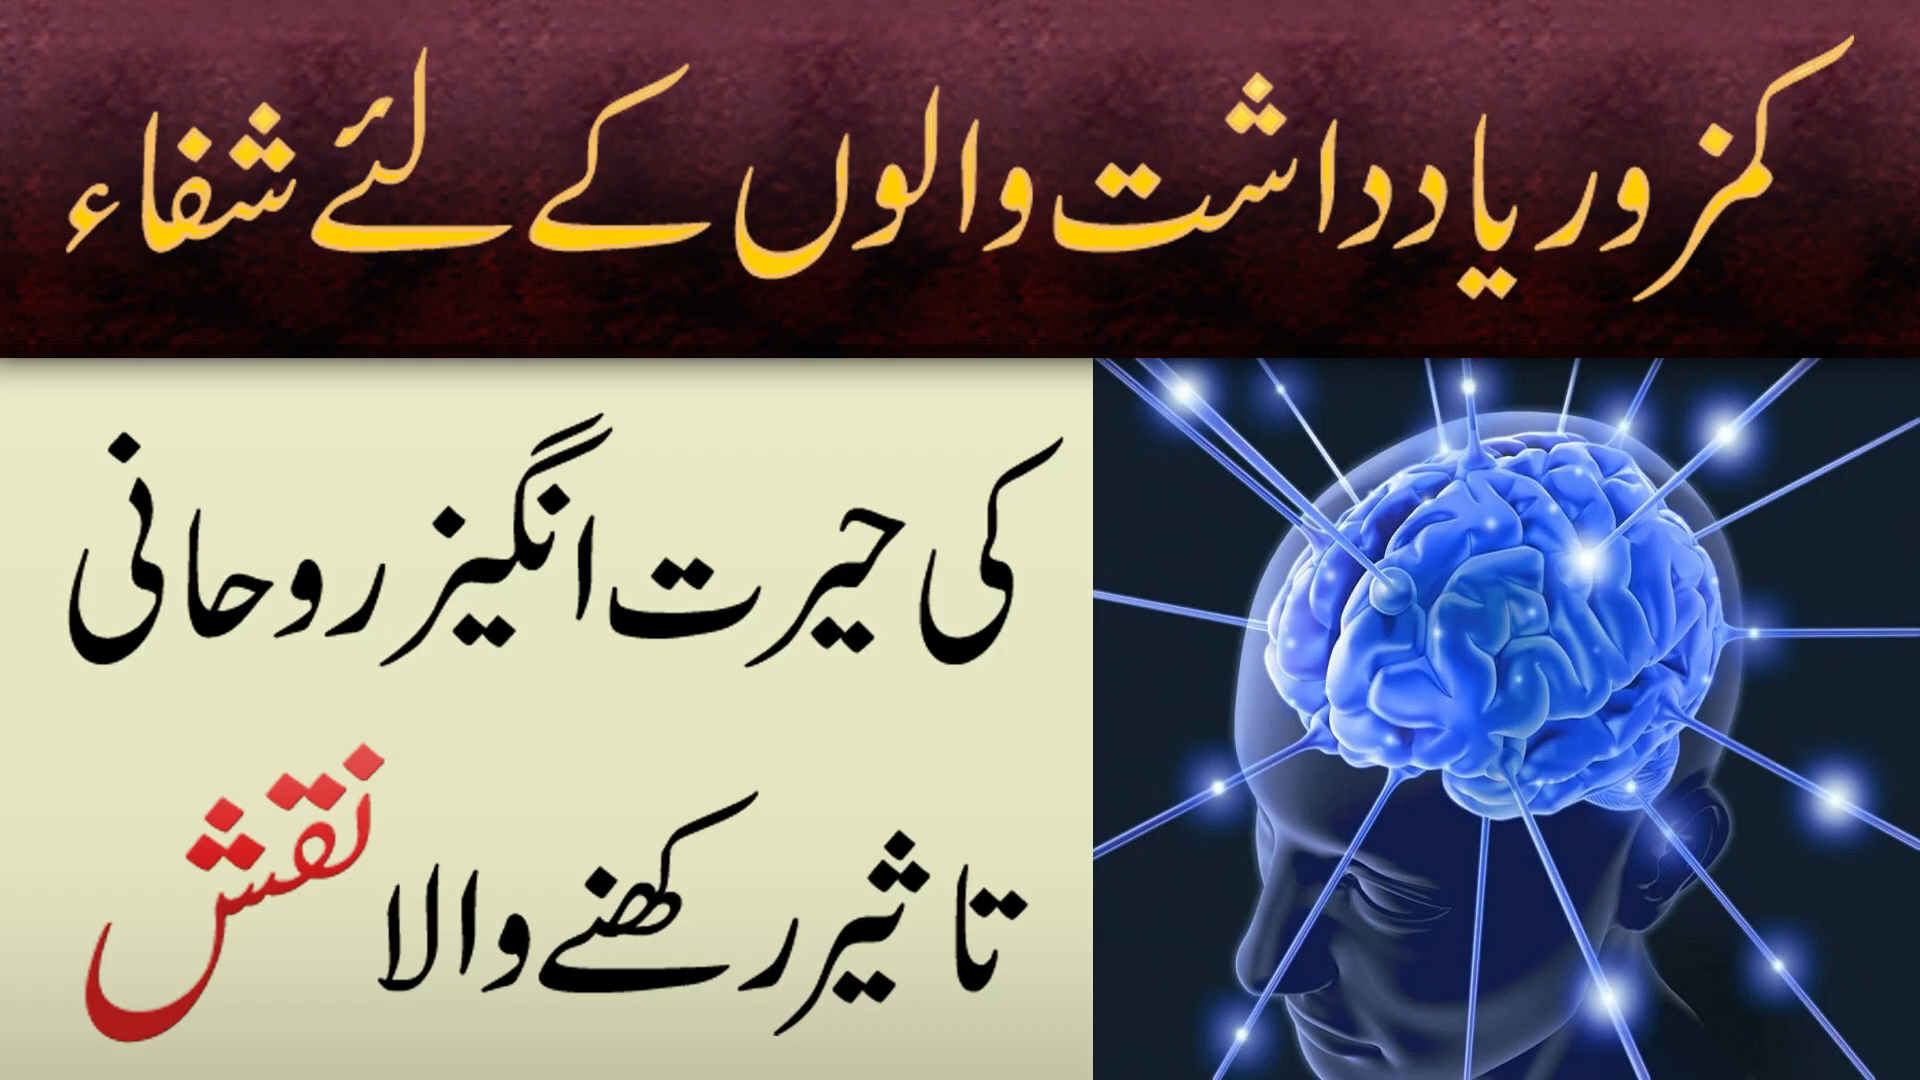 کمزور یادداشت والوں کے لئے شفاء
کی حیرت انگیز روحانی
تاثیر رکھنے والا نقش